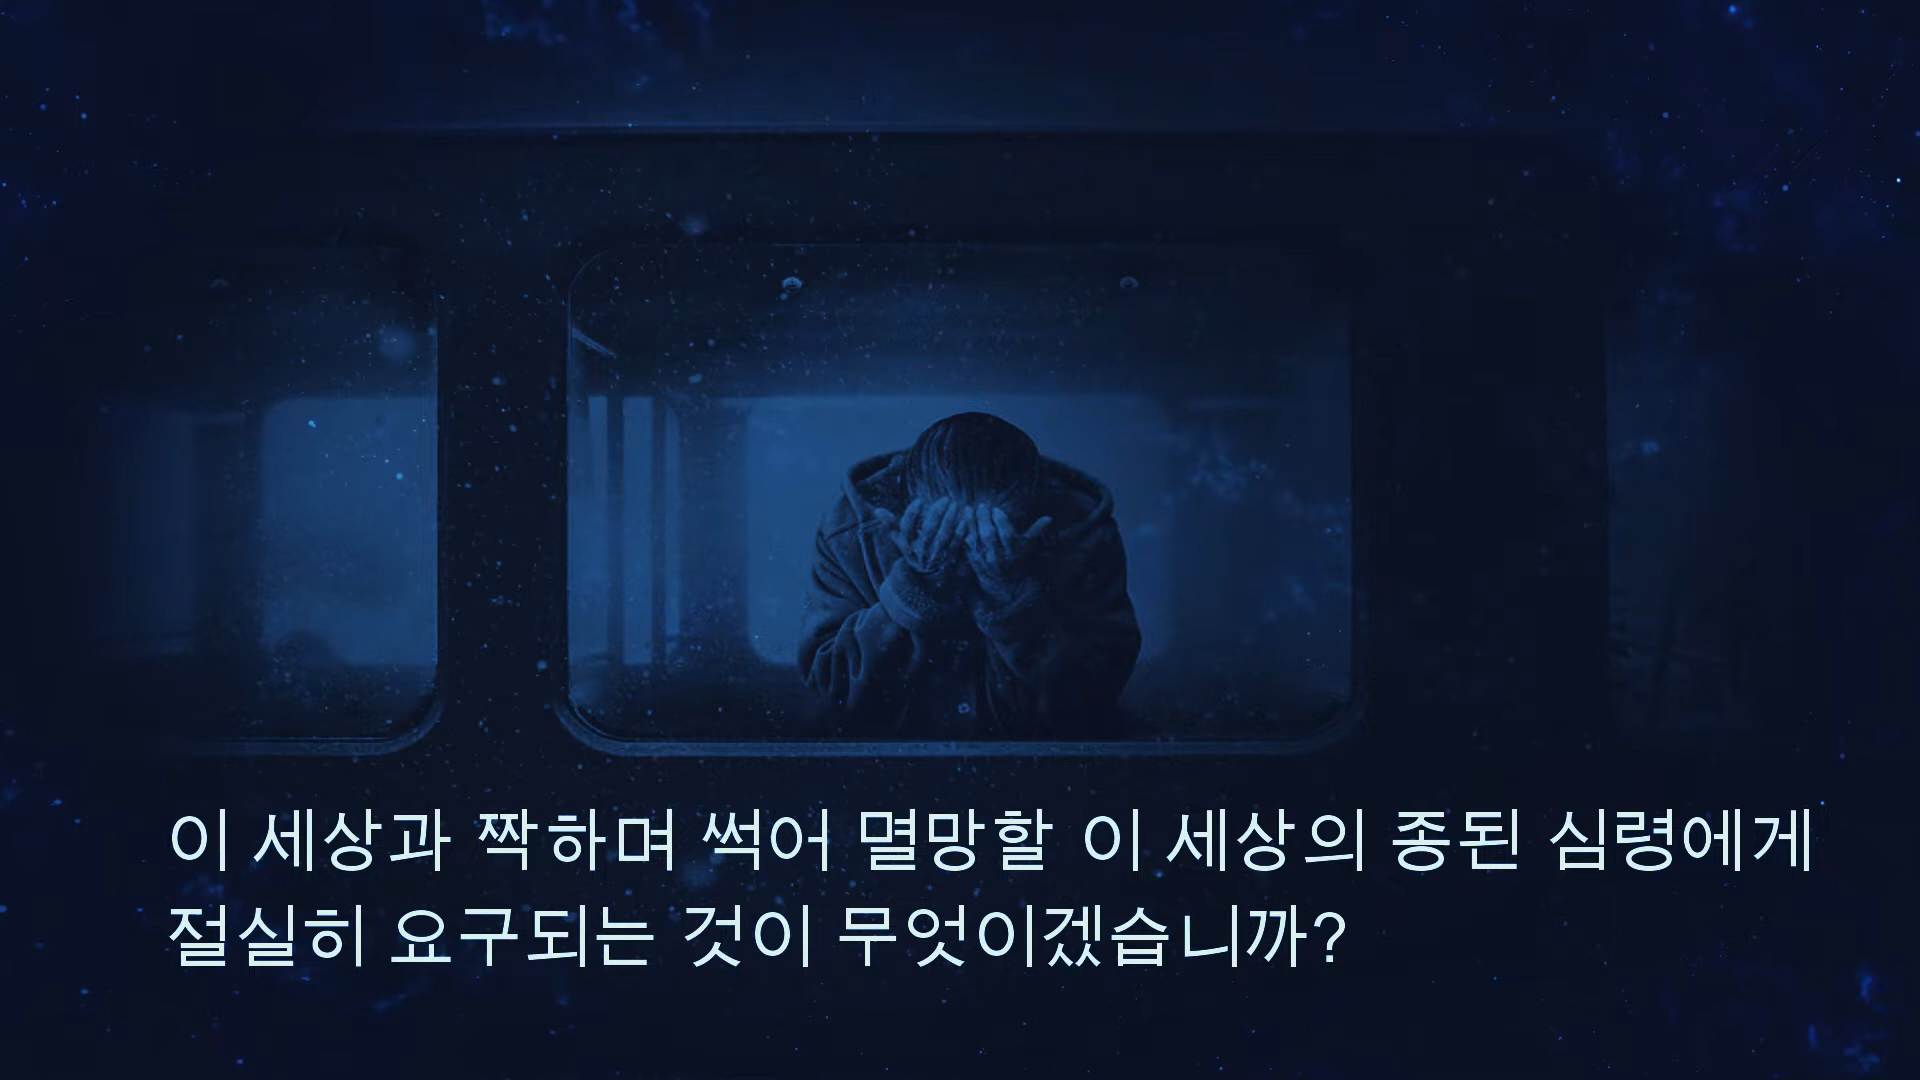 이 세상과 짝하며 썩어 멸망할 이 세상의 종된 심령에게
절실히 요구되는 것이 무엇이겠습니까?